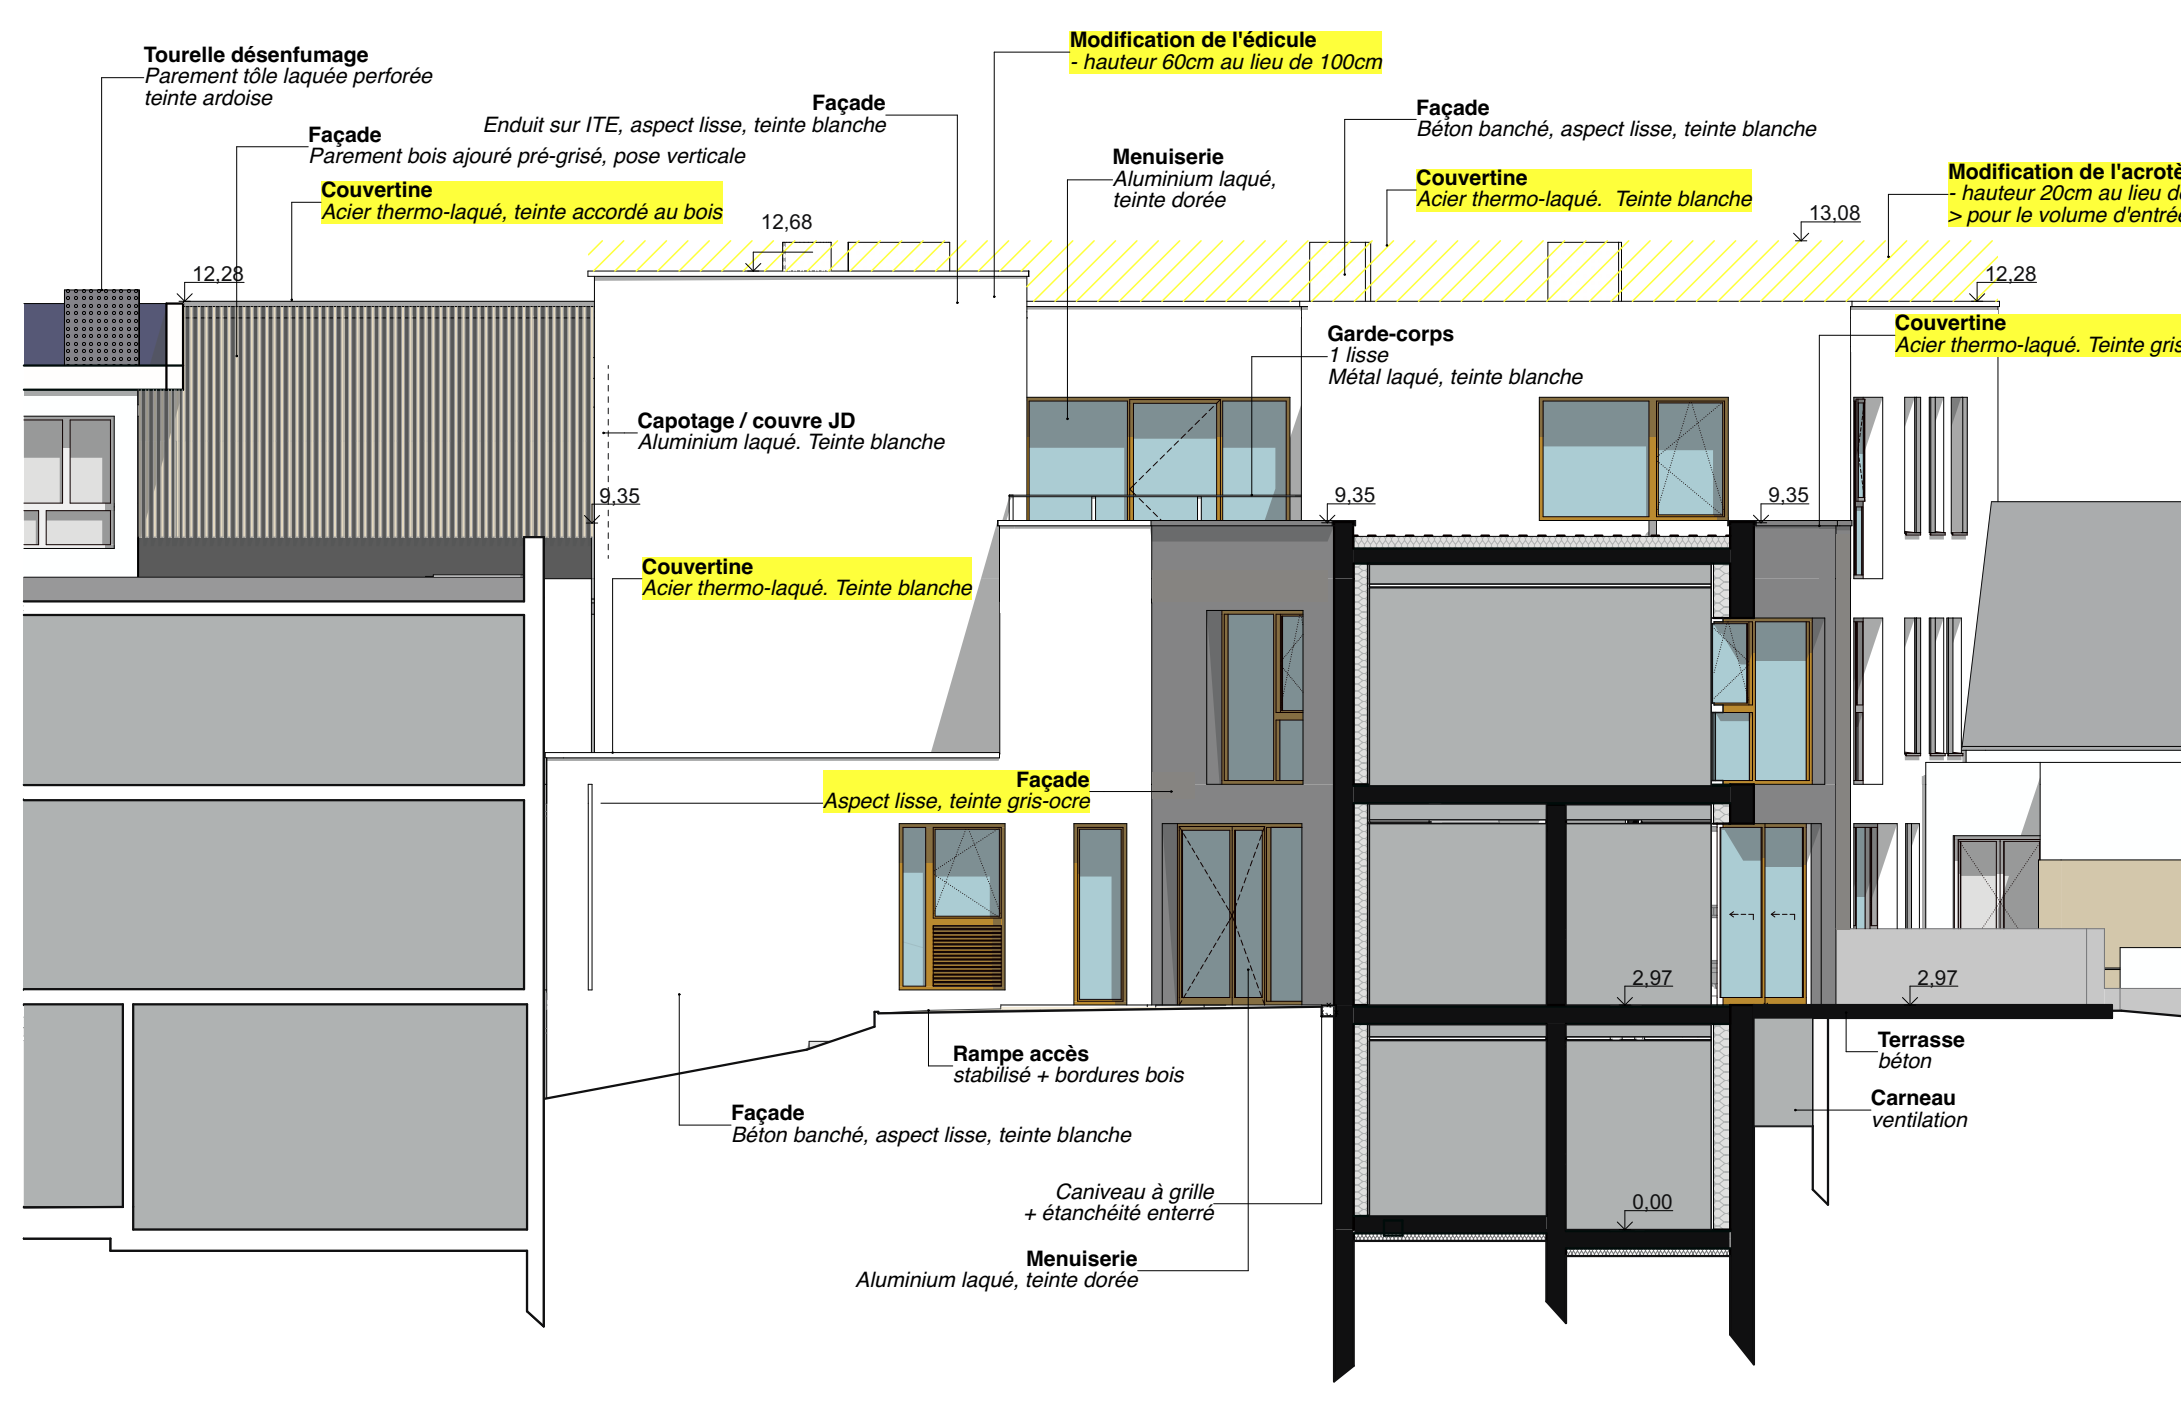 Tourelle désenfumage
Parement tôle laquée perforée
teinte ardoise
Façade
Parement bois ajouré pré-grisé, pose verticale
Couvertine
Acier thermo-laqué, teinte accordé au bois
Façade
Enduit sur ITE, aspect lisse, teinte blanche
Modification de l'édicule
- hauteur 60cm au lieu de 100cm
Menuiserie
Aluminium laqué,
teinte dorée
Façade
Béton banché, aspect lisse, teinte blanche
Couvertine
Acier thermo-laqué. Teinte blanche
Modification de l'acrotè
- hauteur 20cm au lieu de
> pour le volume d'entrée
12,68
13,08
12,28
12,28
Couvertine
Acier thermo-laqué. Teinte gris
Garde-corps
1 lisse
Métal laqué, teinte blanche
Capotage / couvre JD
Aluminium laqué. Teinte blanche
9,35
9,35
9,35
Couvertine
Acier thermo-laqué. Teinte blanche
Façade
Aspect lisse, teinte gris-ocre
2,97
2,97
Rampe accès
stabilisé + bordures bois
Terrasse
béton
Façade
Béton banché, aspect lisse, teinte blanche
Carneau
ventilation
Caniveau à grille
+ étanchéité enterré
0,00
Menuiserie
Aluminium laqué, teinte dorée